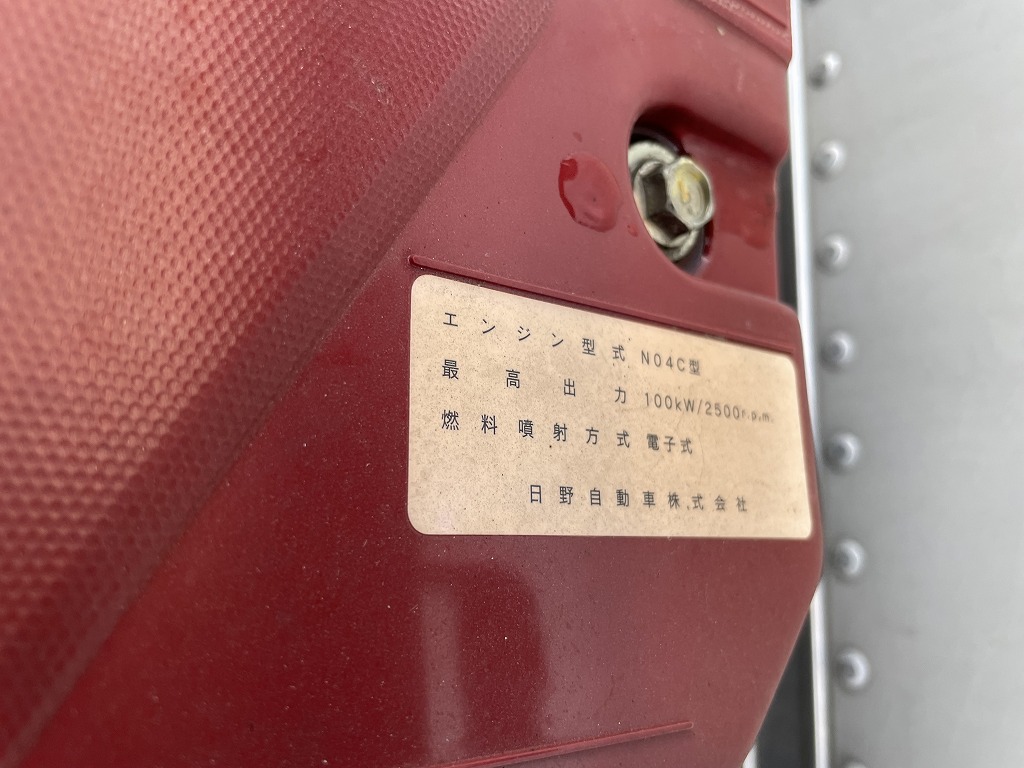 エンジン型式 N04C型
最高出力 100kW/2500r.p.m.
燃料噴射方式 電子式
日野自動車株式会社